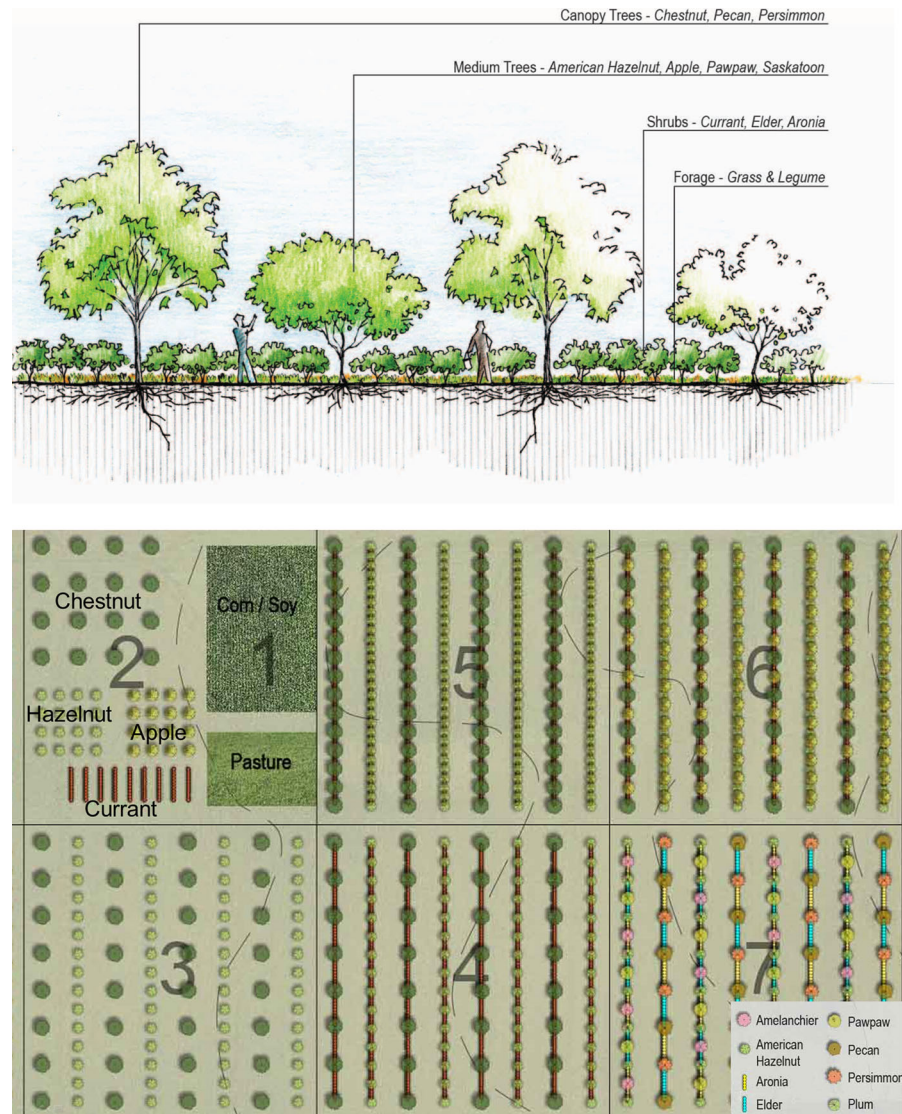 Canopy Trees - Chestnut, Pecan, Persimmon
Medium Trees - American Hazelnut, Apple, Pawpaw, Saskatoon
Shrubs - Currant, Elder, Aronia
Forage - Grass & Legume
Chestnut
2
Hazelnut
Apple
Currant
Corn / Soy
1
Pasture
5
6
3
4
7
Amelanchier
American
Hazelnut
Aronia
Elder
Pawpaw
Pecan
Persimmon
Plum